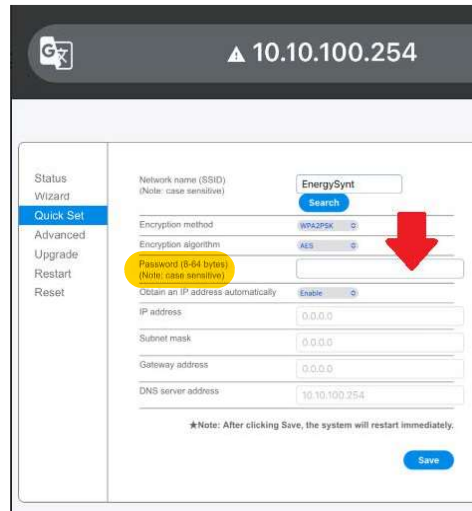 10.10.100.254
Status
Wizard
Quick Set
Advanced
Upgrade
Restart
Reset
Network name (SSID)
(Note: case sensitive)
EnergySynt
Search
Encryption method
WPA2PSK
Encryption algorithm
AES
Password (8-64 bytes)
(Note: case sensitive)
Obtain an IP address automatically
Enable
IP address
0.0.0.0
Subnet mask
0.0.0.0
Gateway address
0.0.0.0
DNS server address
10.10.100.254
★Note: After clicking Save, the system will restart immediately.
Save